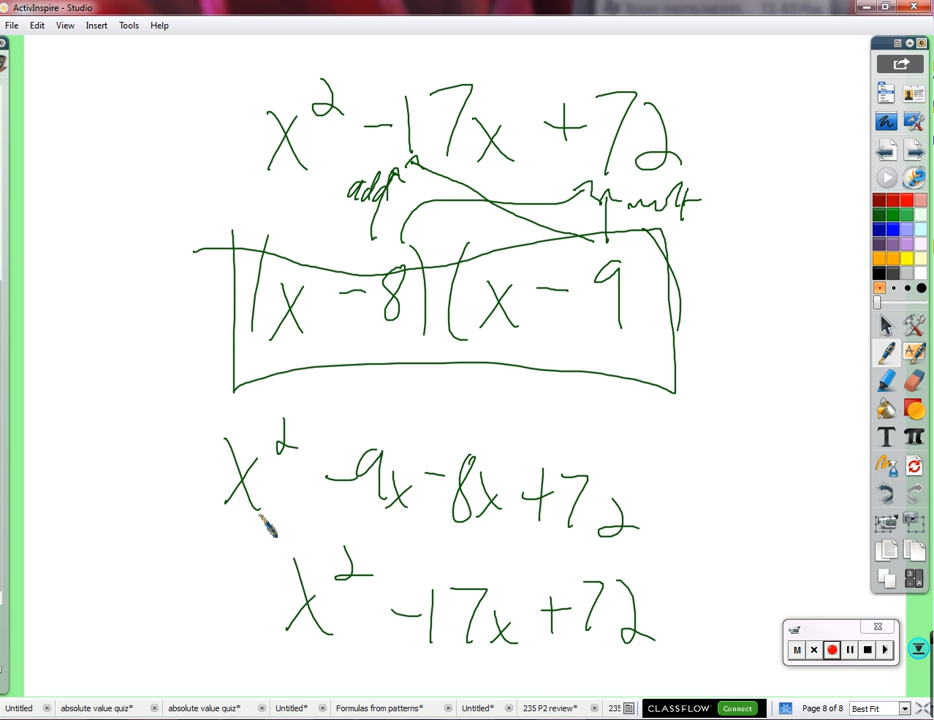 ActivInspire - Studio
File Edit View Insert Tools Help
x² -17x +72
add mult
(x - 8)(x - 9)
x² -9x -8x +72
x² -17x +72
M
Untitled absolute value quiz* absolute value quiz* Untitled* Formulas from patterns* Untitled* 235 P2 review* 235 CLASSFLOW Connect Page 8 of 8 Best Fit